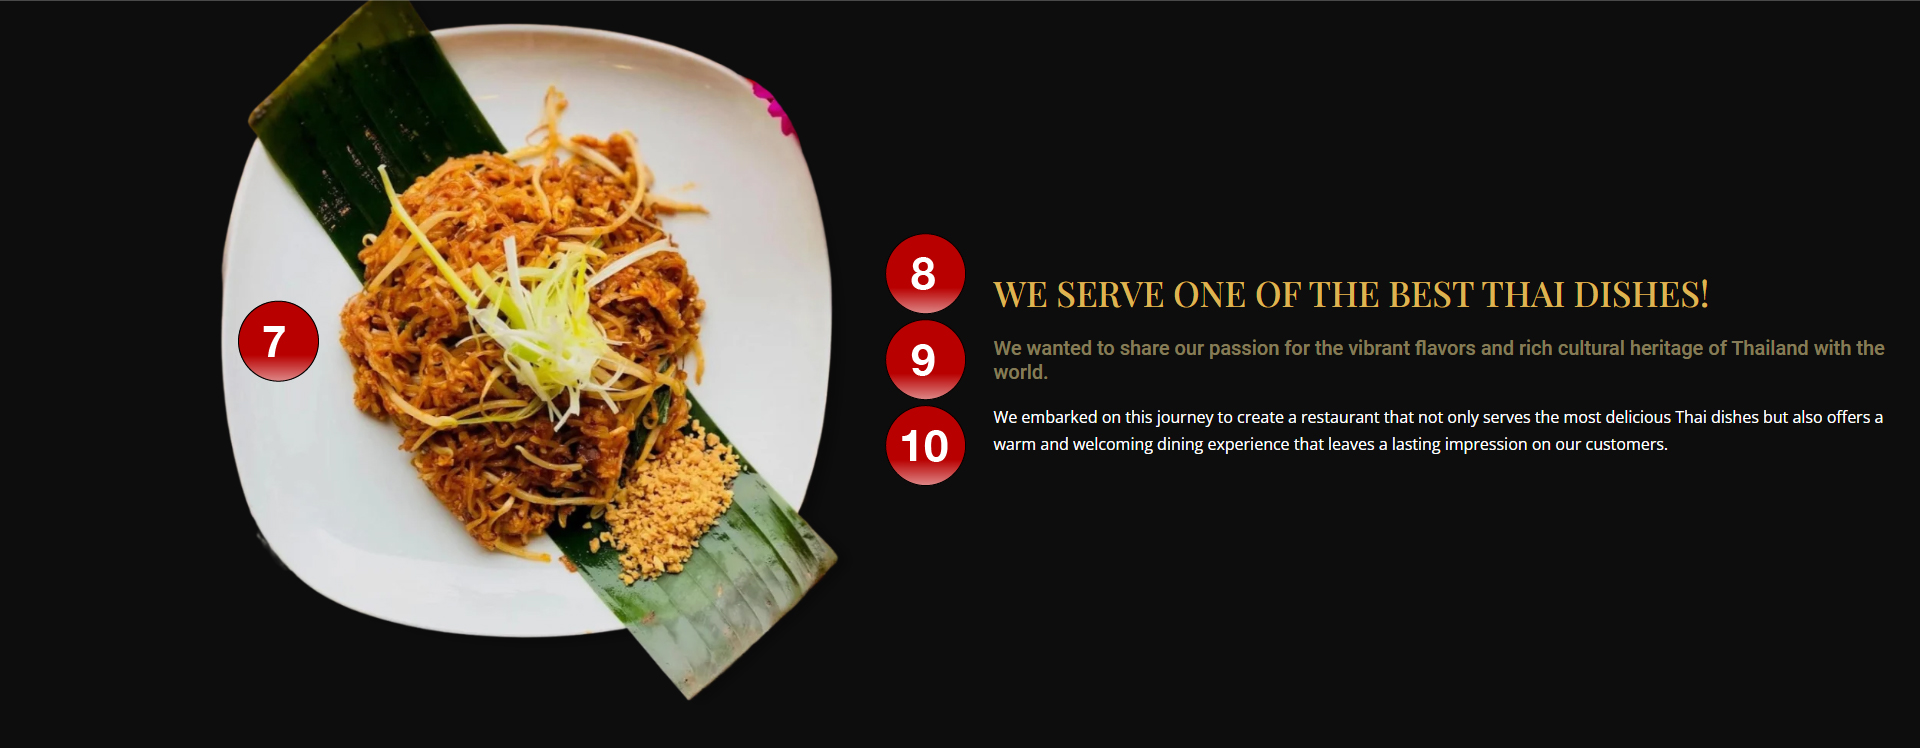 7
8
WE SERVE ONE OF THE BEST THAI DISHES!
9
We wanted to share our passion for the vibrant flavors and rich cultural heritage of Thailand with the
world.
10
We embarked on this journey to create a restaurant that not only serves the most delicious Thai dishes but also offers a
warm and welcoming dining experience that leaves a lasting impression on our customers.